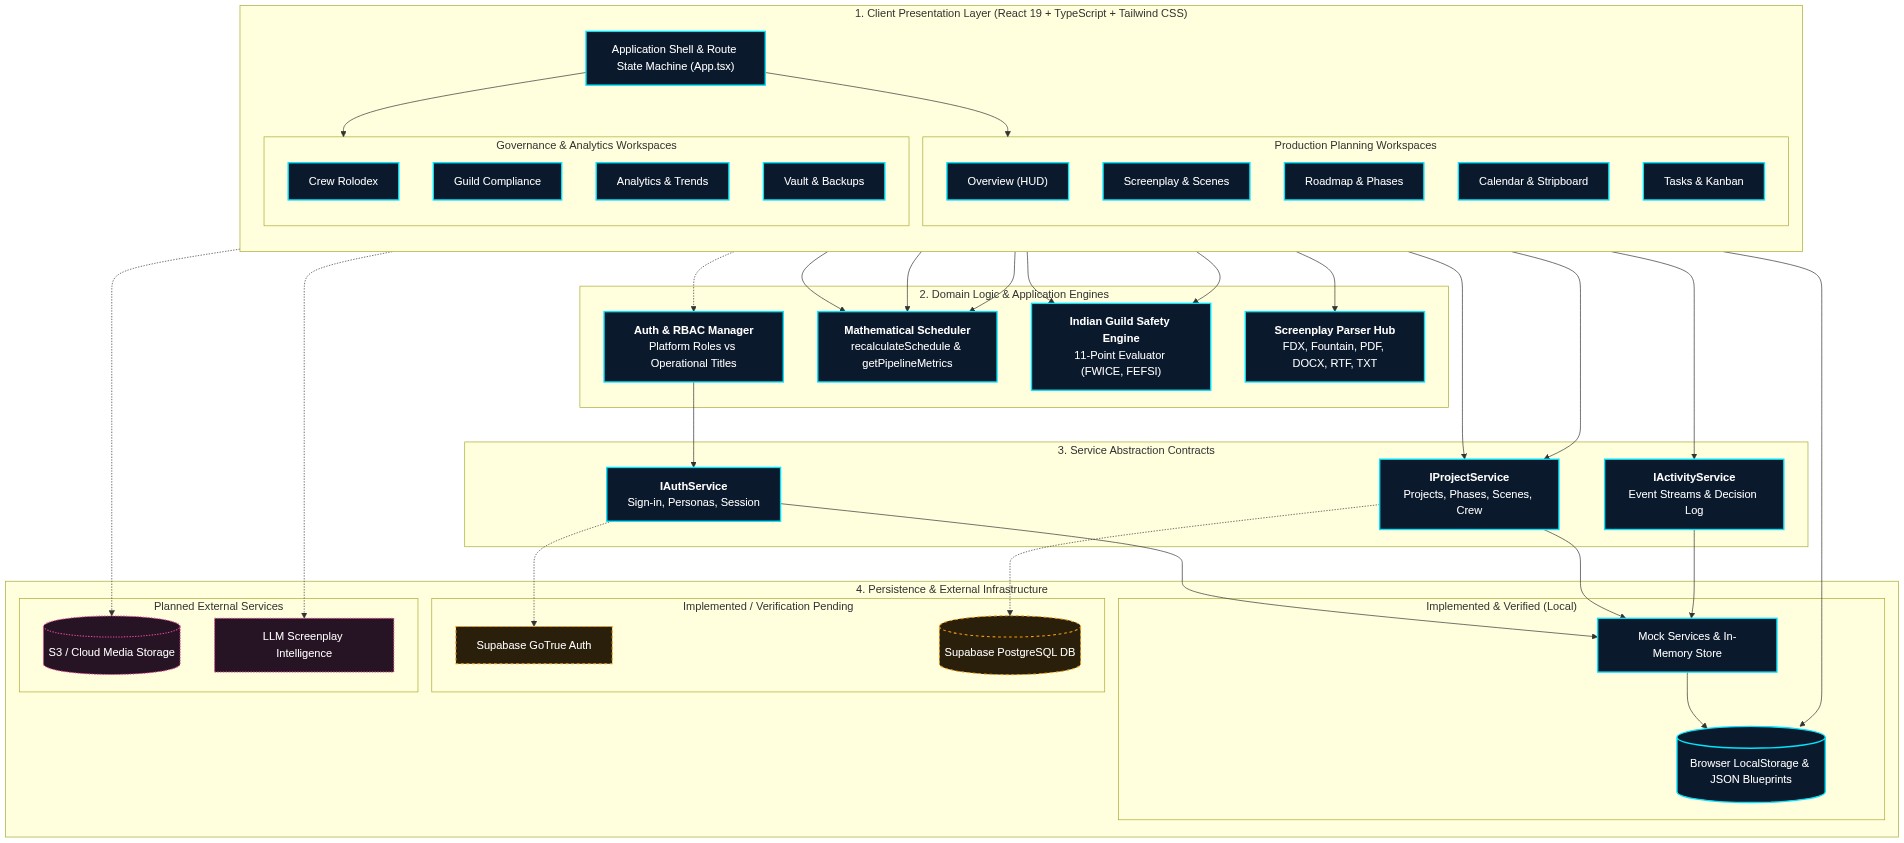 1. Client Presentation Layer (React 19 + TypeScript + Tailwind CSS)
Application Shell & Route
State Machine (App.tsx)
Governance & Analytics Workspaces
Crew Rolodex
Guild Compliance
Analytics & Trends
Vault & Backups
Production Planning Workspaces
Overview (HUD)
Screenplay & Scenes
Roadmap & Phases
Calendar & Stripboard
Tasks & Kanban
2. Domain Logic & Application Engines
Auth & RBAC Manager
Platform Roles vs
Operational Titles
Mathematical Scheduler
recalculateSchedule &
getPipelineMetrics
Indian Guild Safety
Engine
11-Point Evaluator
(FWICE, FEFSI)
Screenplay Parser Hub
FDX, Fountain, PDF,
DOCX, RTF, TXT
3. Service Abstraction Contracts
IAuthService
Sign-in, Personas, Session
IProjectService
Projects, Phases, Scenes,
Crew
IActivityService
Event Streams & Decision
Log
4. Persistence & External Infrastructure
Planned External Services
S3 / Cloud Media Storage
LLM Screenplay
Intelligence
Implemented / Verification Pending
Supabase GoTrue Auth
Supabase PostgreSQL DB
Implemented & Verified (Local)
Mock Services & In-
Memory Store
Browser LocalStorage &
JSON Blueprints